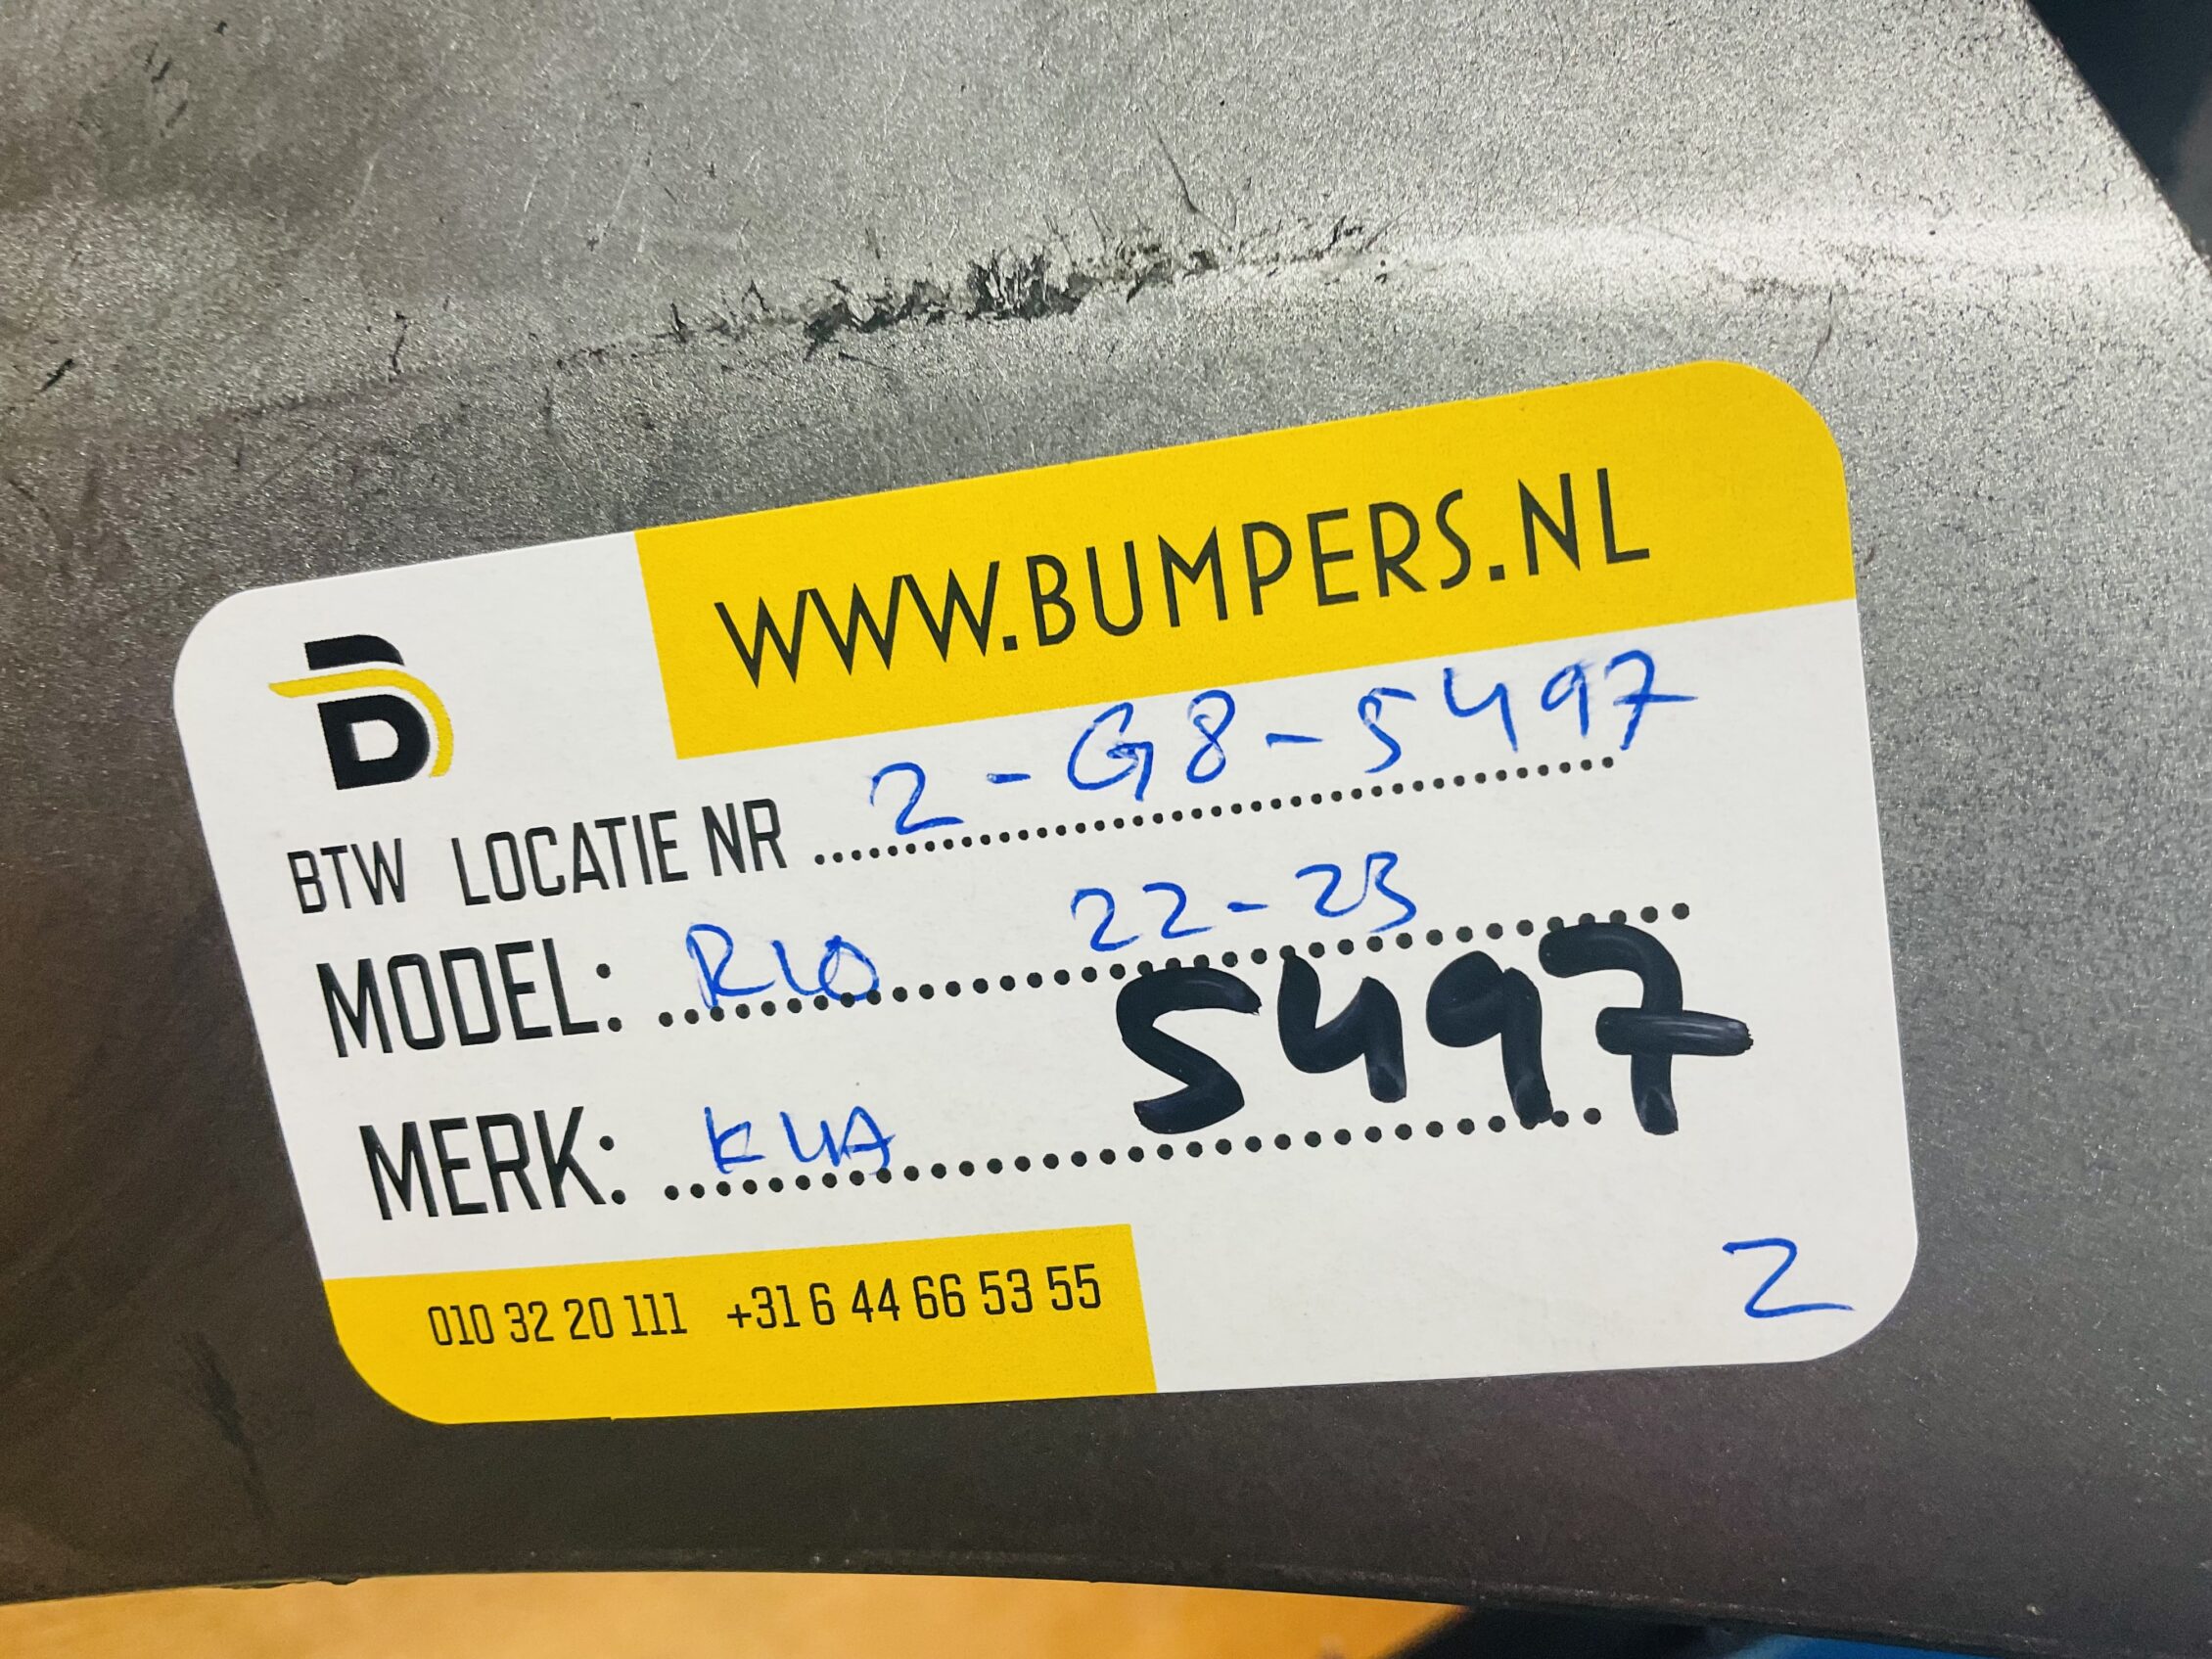 WWW.BUMPERS.NL
B
BTW LOCATIE NR 2-G8-5497
MODEL: RIO 22-23
5497
MERK: KIA
010 32 20 111 +31 6 44 66 53 55
2